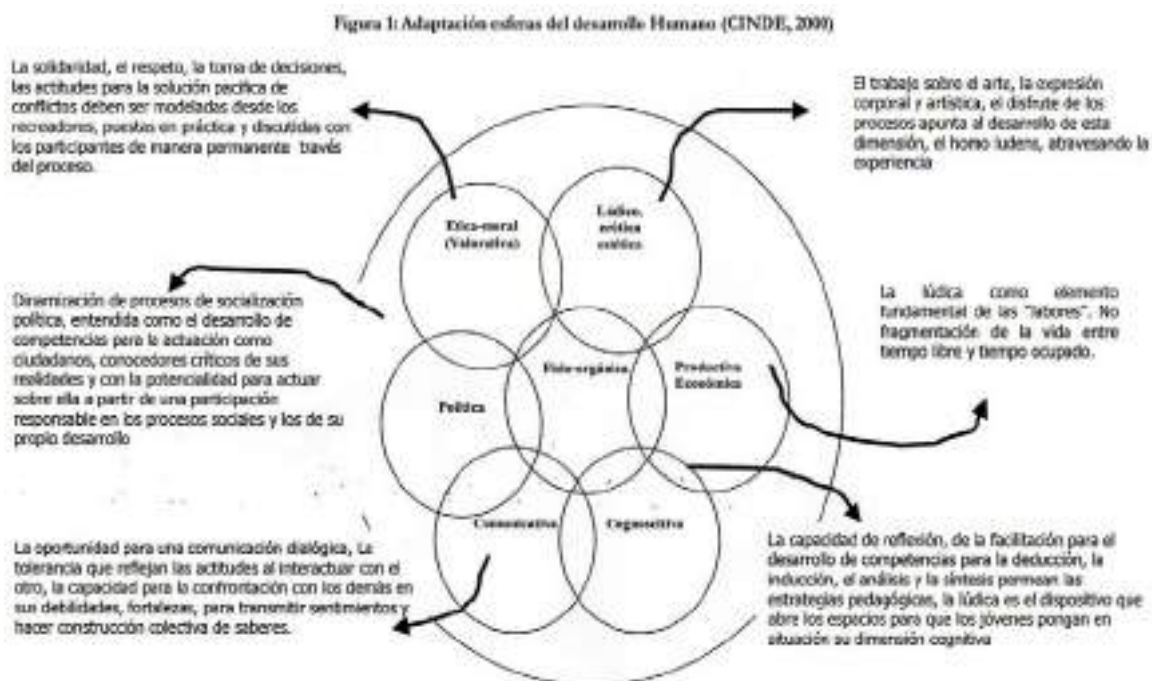 Figura 1: Adaptación esferas del desarrollo Humano (CINDE, 2000)
La solidaridad, el respeto, la toma de decisiones,
las actitudes para la solución pacífica de
conflictos deben ser modeladas desde los
recreadores, puestas en práctica y discutidas con
los participantes de manera permanente través
del proceso.
El trabajo sobre el arte, la expresión
corporal y artística, el disfrute de los
procesos apunta al desarrollo de esta
dimensión, el homo ludens, atravesando la
experiencia
Etica-moral
(Valorativa)
Lúdico,
erótica
estética
Dinamización de procesos de socialización
política, entendida como el desarrollo de
competencias para la actuación como
ciudadanos, conocedores críticos de sus
realidades y con la potencialidad para actuar
sobre ella a partir de una participación
responsable en los procesos sociales y los de su
propio desarrollo
La lúdica como elemento
fundamental de las "labores". No
fragmentación de la vida entre
tiempo libre y tiempo ocupado.
Política
Físio-orgánica
Productiva
Económica
Comunicativa
Cognoscitiva
La oportunidad para una comunicación dialógica, La
tolerancia que reflejan las actitudes al interactuar con el
otro, la capacidad para la confrontación con los demás en
sus debilidades, fortalezas, para transmitir sentimientos y
hacer construcción colectiva de saberes.
La capacidad de reflexión, de la facilitación para el
desarrollo de competencias para la deducción, la
inducción, el análisis y la síntesis permean las
estrategias pedagógicas, la lúdica es el dispositivo que
abre los espacios para que los jóvenes pongan en
situación su dimensión cognitiva